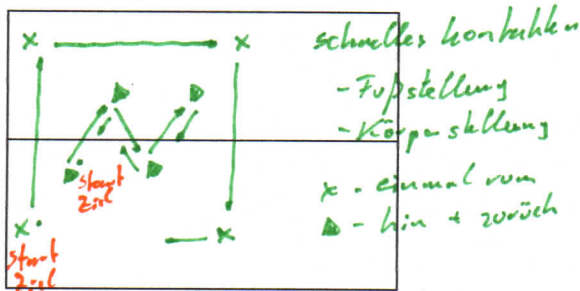 schnelles kontakten
- Fußstellung
- Körperstellung
x - einmal rum
- hin + zurück
x x
Start
Ziel
x x
Start
Ziel